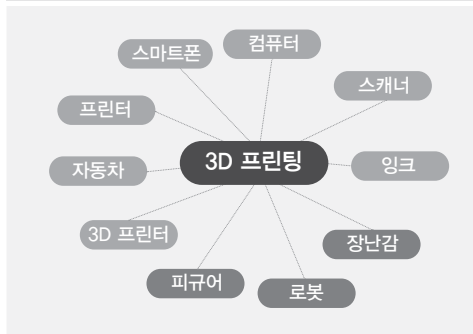 컴퓨터
스마트폰
스캐너
프린터
3D 프린팅
잉크
자동차
3D 프린터
장난감
피규어
로봇